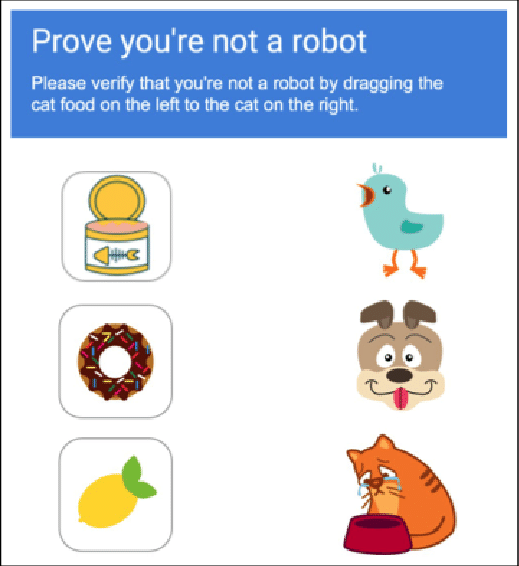 Prove you're not a robot
Please verify that you're not a robot by dragging the
cat food on the left to the cat on the right.